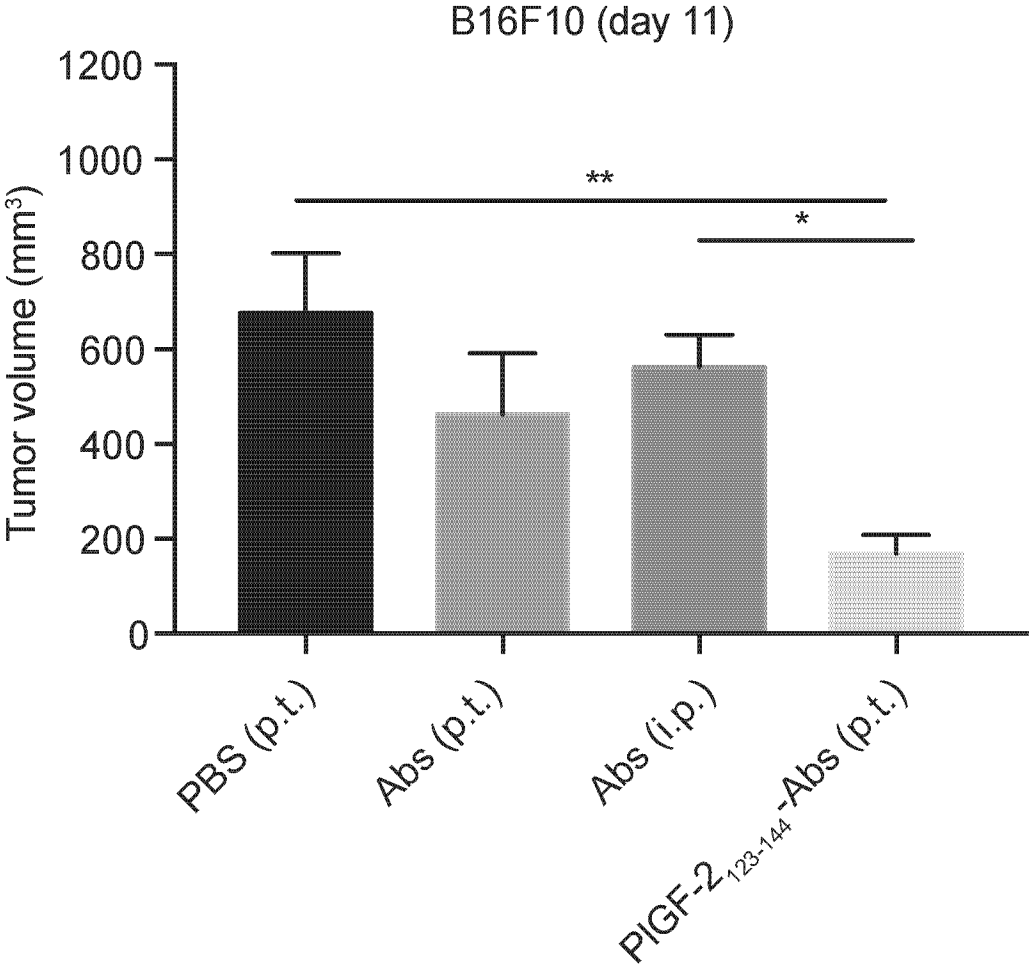 B16F10 (day 11)
Tumor volume (mm³)
1200
1000
800
600
400
200
0
**
*
PBS (p.t.)
Abs (p.t.)
Abs (i.p.)
PlGF-2₁₂₃₋₁₄₄-Abs (p.t.)